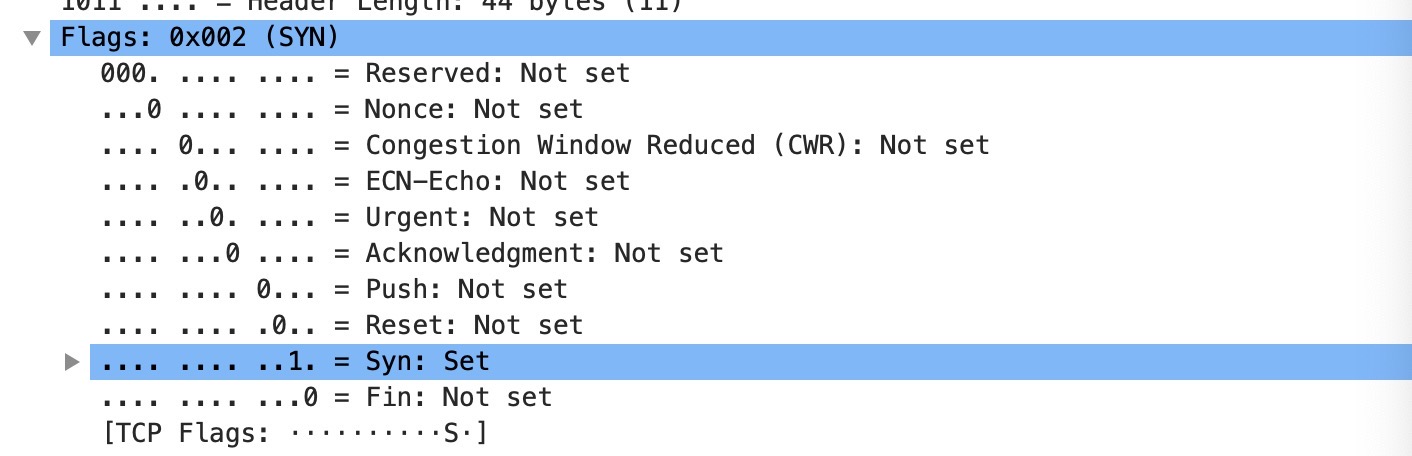 1011 .... = Header Length: 44 bytes (11)
Flags: 0x002 (SYN)
000. .... .... = Reserved: Not set
...0 .... .... = Nonce: Not set
.... 0... .... = Congestion Window Reduced (CWR): Not set
.... .0.. .... = ECN-Echo: Not set
.... ..0. .... = Urgent: Not set
.... ...0 .... = Acknowledgment: Not set
.... .... 0... = Push: Not set
.... .... .0.. = Reset: Not set
.... .... ..1. = Syn: Set
.... .... ...0 = Fin: Not set
[TCP Flags: ··········S·]